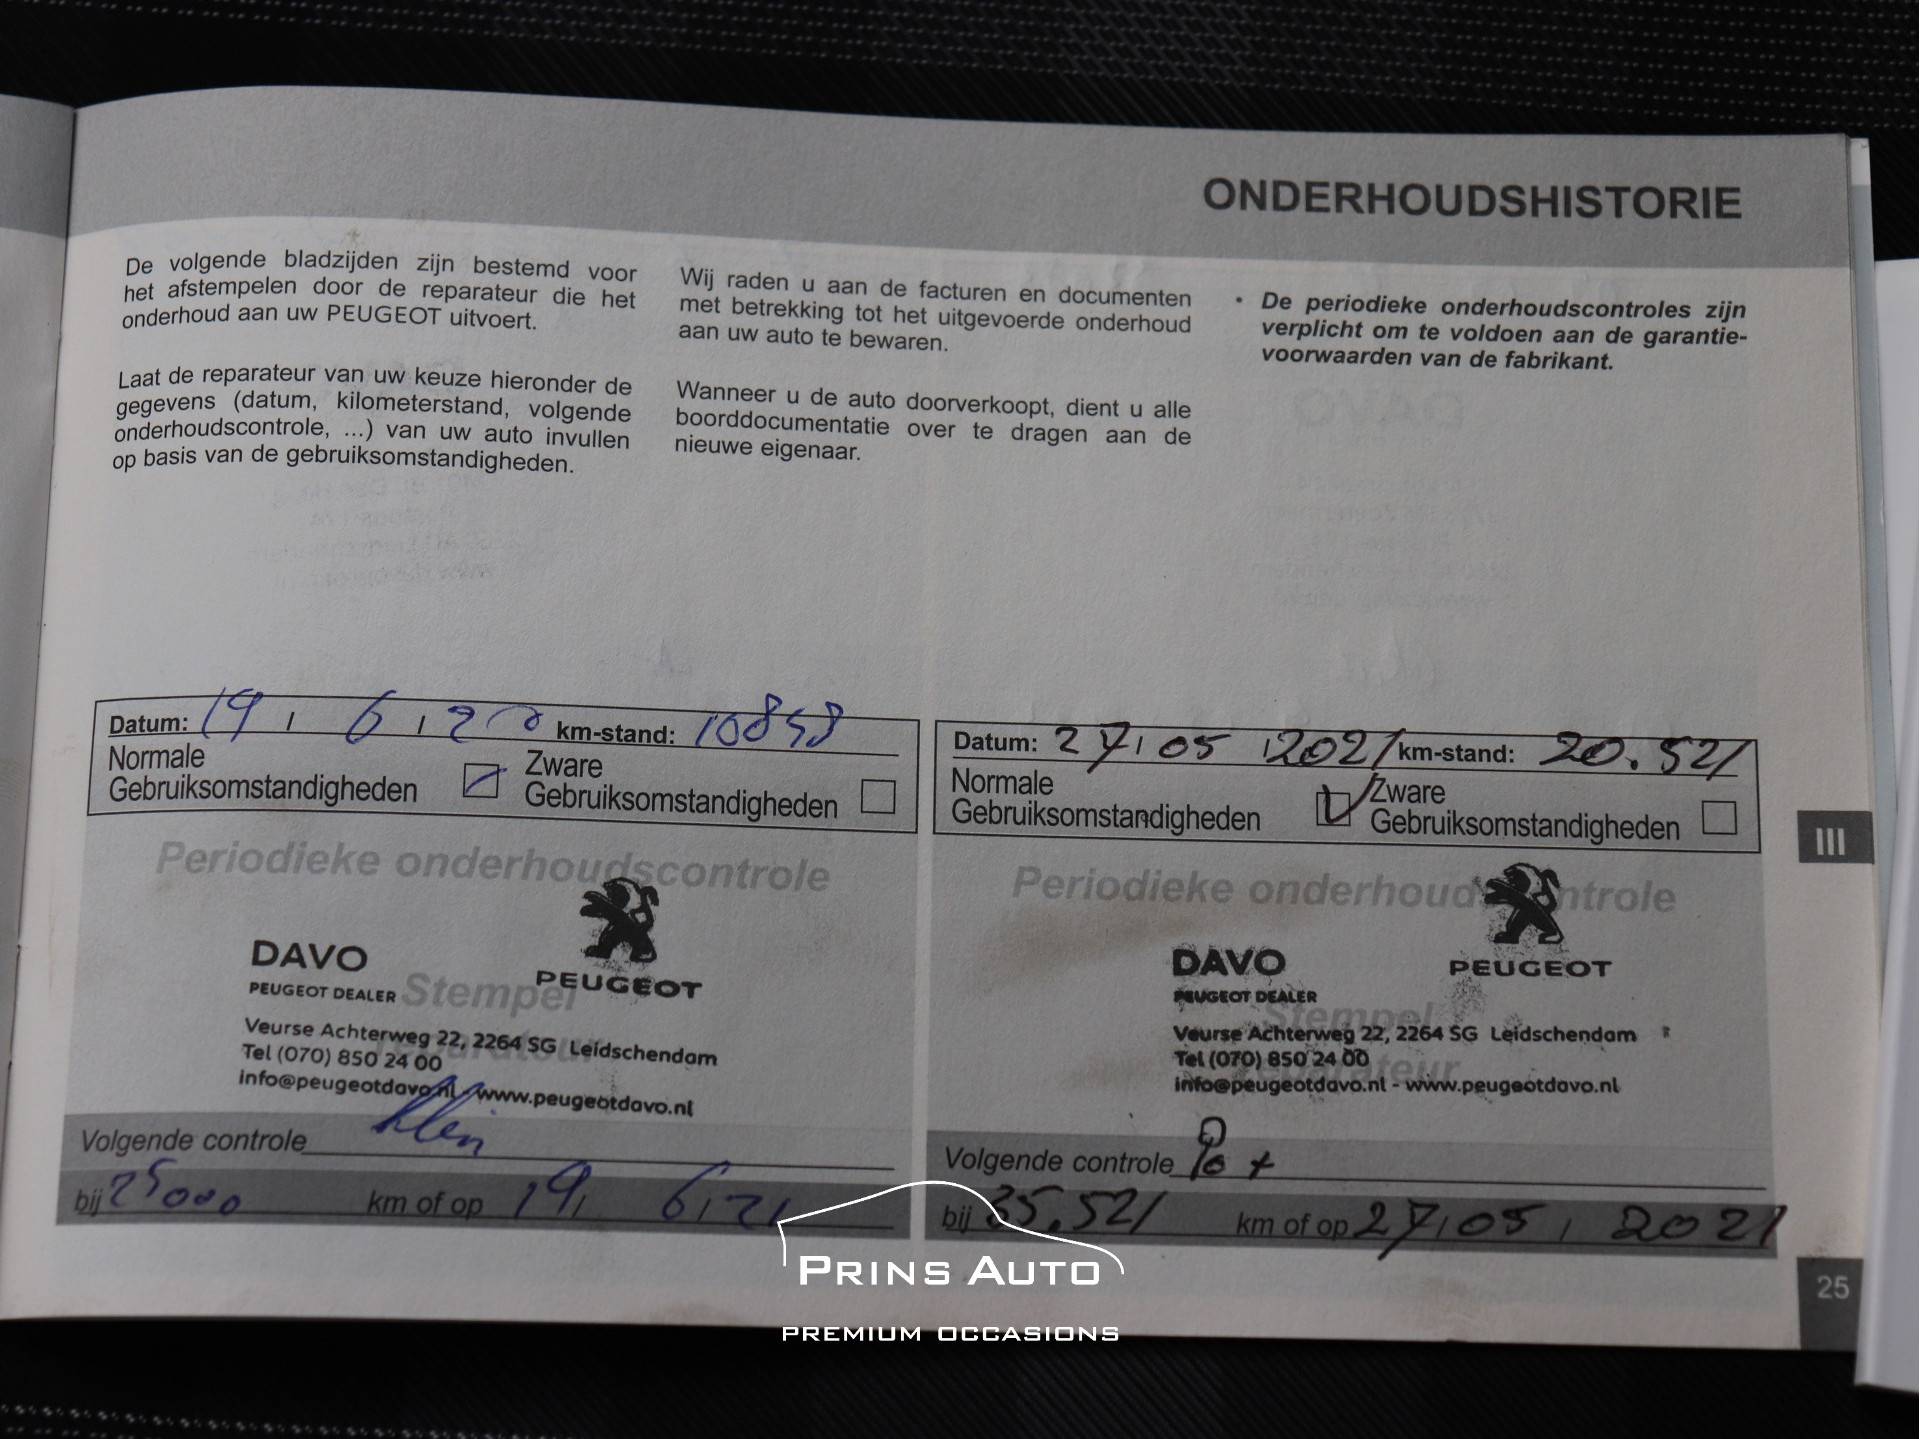 ONDERHOUDSHISTORIE
De volgende bladzijden zijn bestemd voor
het afstempelen door de reparateur die het
onderhoud aan uw PEUGEOT uitvoert.
Laat de reparateur van uw keuze hieronder de
gegevens (datum, kilometerstand, volgende
onderhoudscontrole, ...) van uw auto invullen
op basis van de gebruiksomstandigheden.
Wij raden u aan de facturen en documenten
met betrekking tot het uitgevoerde onderhoud
aan uw auto te bewaren.
Wanneer u de auto doorverkoopt, dient u alle
boorddocumentatie over te dragen aan de
nieuwe eigenaar.
• De periodieke onderhoudscontroles zijn
verplicht om te voldoen aan de garantie-
voorwaarden van de fabrikant.
Datum: 19 / 6 / 20 km-stand: 10858
Normale
Gebruiksomstandigheden
Zware
Gebruiksomstandigheden
Periodieke onderhoudscontrole
DAVO
PEUGEOT DEALER
PEUGEOT
Stempel
reparateur
Veurse Achterweg 22, 2264 SG Leidschendam
Tel (070) 850 24 00
info@peugeotdavo.nl - www.peugeotdavo.nl
Volgende controle
bij 25000 km of op 19 / 6 / 21
Datum: 27 / 05 / 2021 km-stand: 20.521
Normale
Gebruiksomstandigheden
Zware
Gebruiksomstandigheden
Periodieke onderhoudscontrole
DAVO
PEUGEOT DEALER
PEUGEOT
Stempel
reparateur
Veurse Achterweg 22, 2264 SG Leidschendam
Tel (070) 850 24 00
info@peugeotdavo.nl - www.peugeotdavo.nl
Volgende controle
bij 35.521 km of op 27 / 05 / 2021
III
25
PRINS AUTO
PREMIUM OCCASIONS